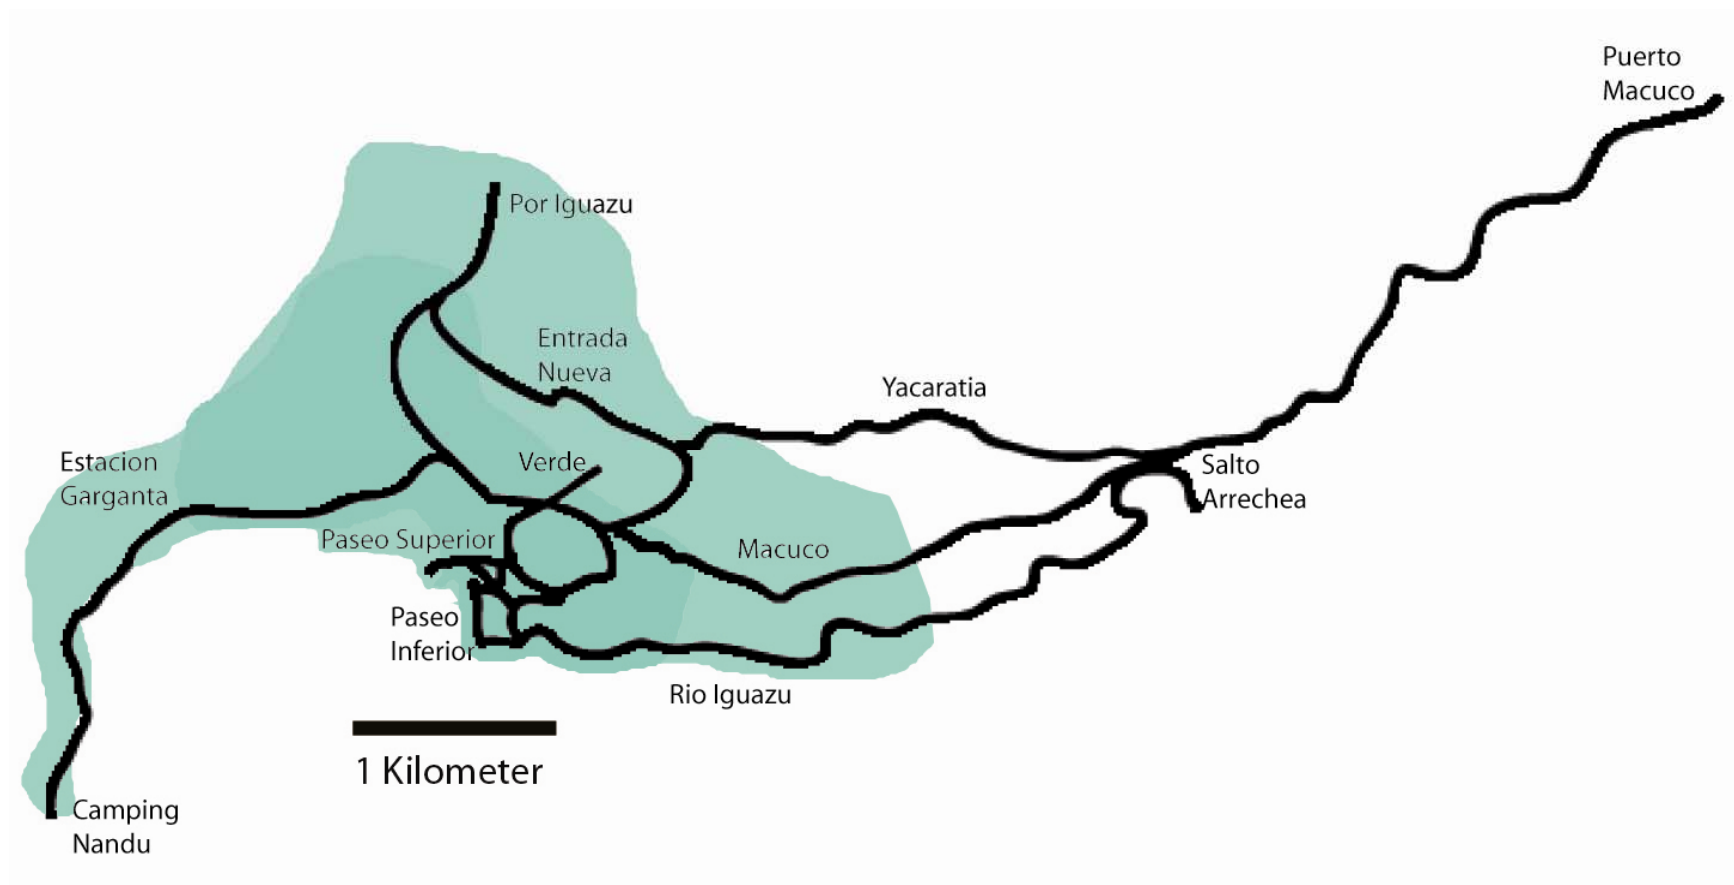 Puerto
Macuco
Por Iguazu
Entrada
Nueva
Yacaratia
Estacion
Garganta
Verde
Salto
Arrechea
Paseo Superior
Macuco
Paseo
Inferior
Rio Iguazu
1 Kilometer
Camping
Nandu